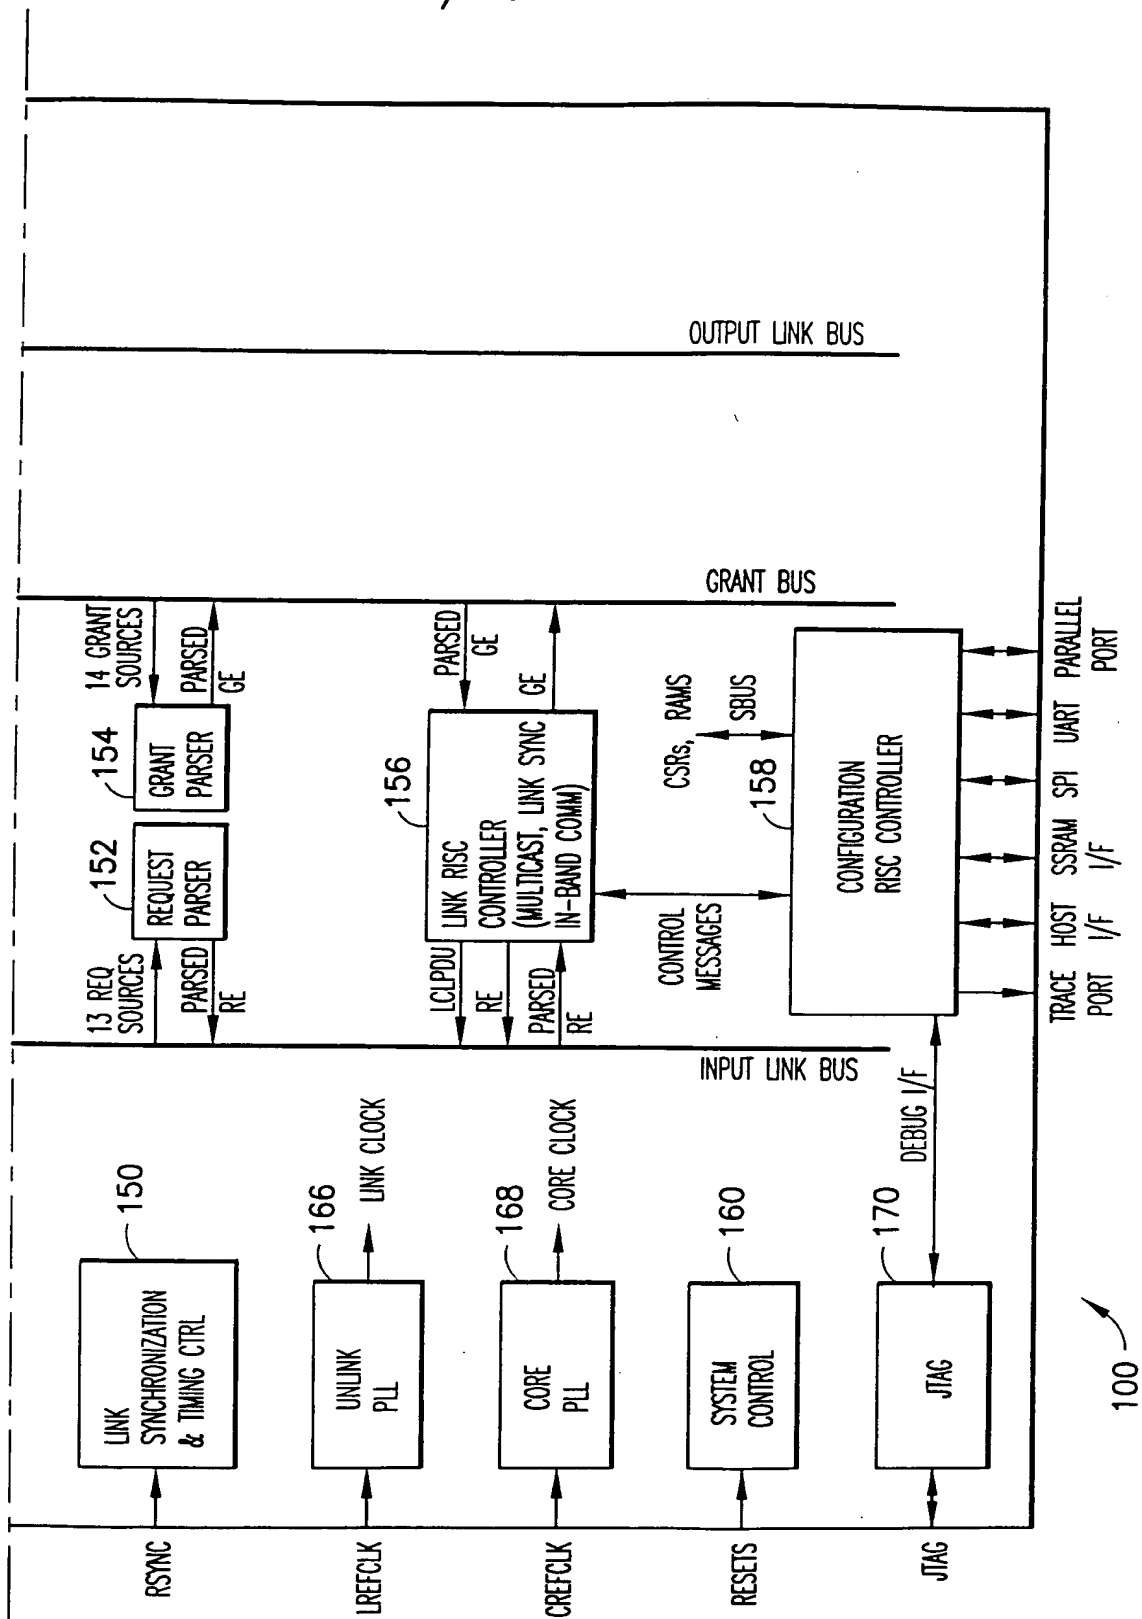 RSYNC
LINK
SYNCHRONIZATION
& TIMING CTRL
150
13 REQ
SOURCES
PARSED
RE
REQUEST
PARSER
152
GRANT
PARSER
154
14 GRANT
SOURCES
PARSED
GE
LREFCLK
UNLINK
PLL
166
LINK CLOCK
CREFCLK
CORE
PLL
168
CORE CLOCK
LCLPDU
RE
PARSED
RE
LINK RISC
CONTROLLER
(MULTICAST, LINK SYNC
IN-BAND COMM)
156
PARSED
GE
GE
RESETS
SYSTEM
CONTROL
160
INPUT LINK BUS
CONTROL
MESSAGES
CSRs, RAMS
SBUS
GRANT BUS
OUTPUT LINK BUS
JTAG
JTAG
170
DEBUG I/F
CONFIGURATION
RISC CONTROLLER
158
TRACE
PORT
HOST
I/F
SSRAM
I/F
SPI
UART
PARALLEL
PORT
100